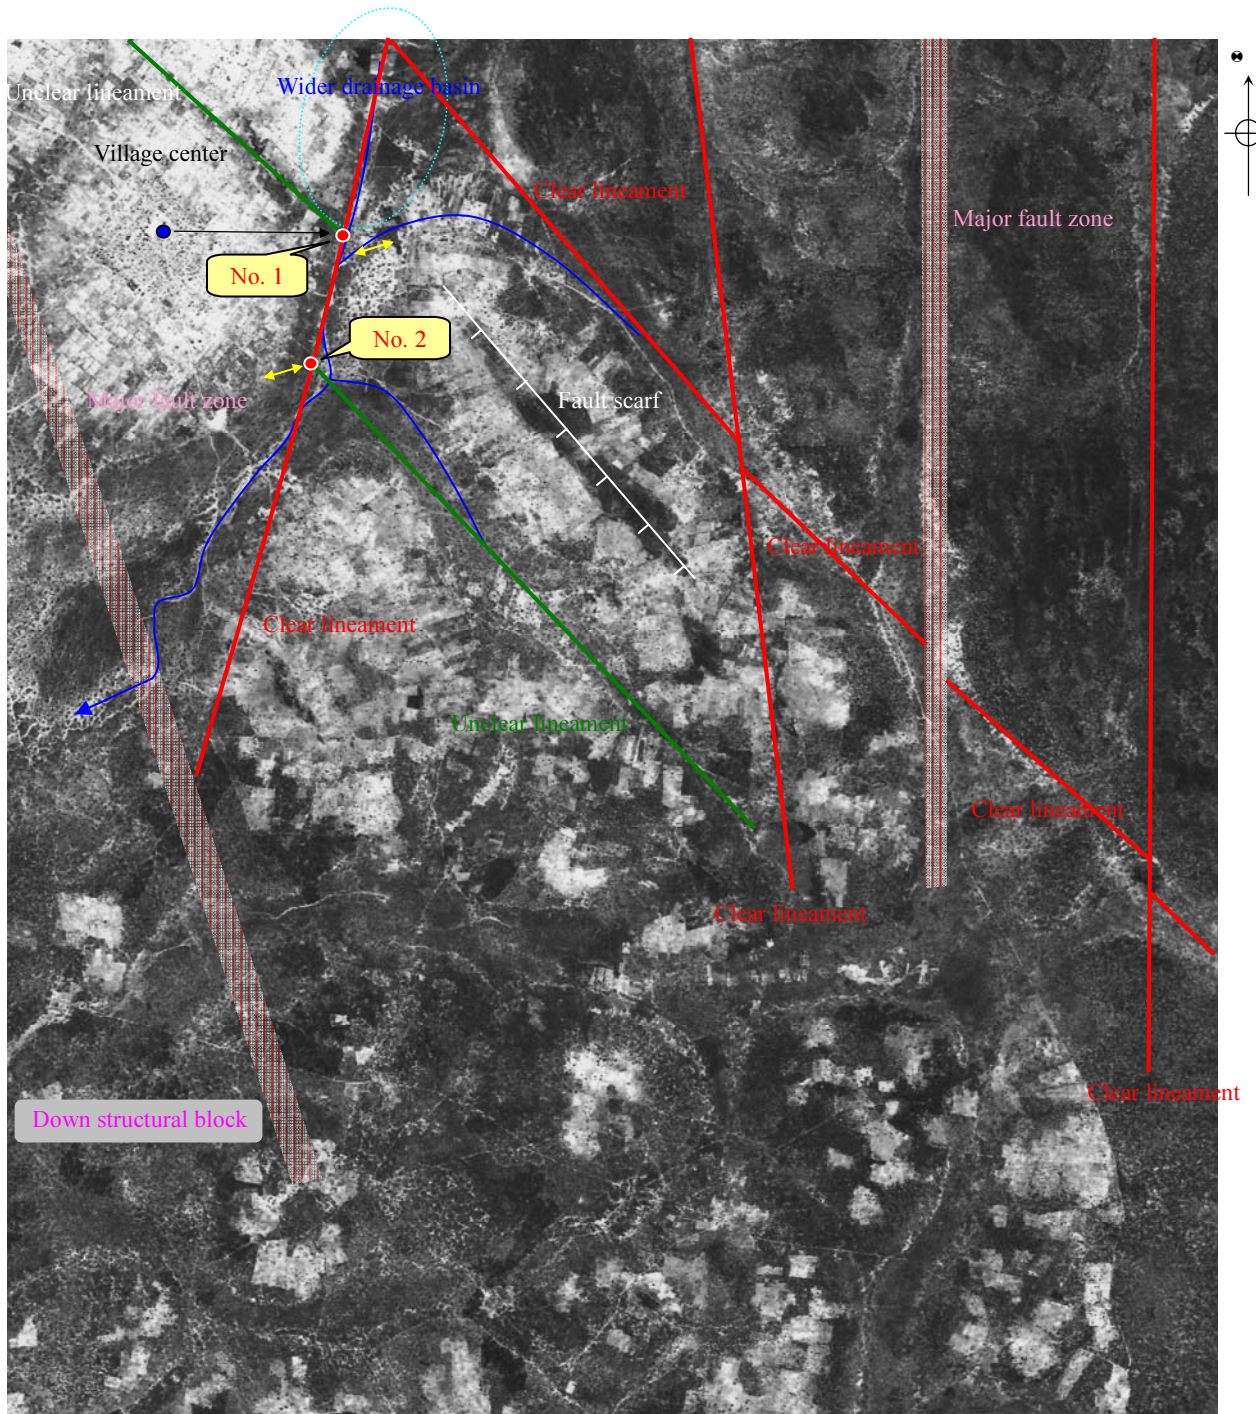 Wider drainage basin
Unclear lineament
Village center
Clear lineament
Major fault zone
No. 1
No. 2
Major fault zone
Fault scarf
Clear lineament
Clear lineament
Unclear lineament
Clear lineament
Clear lineament
Clear lineament
Down structural block